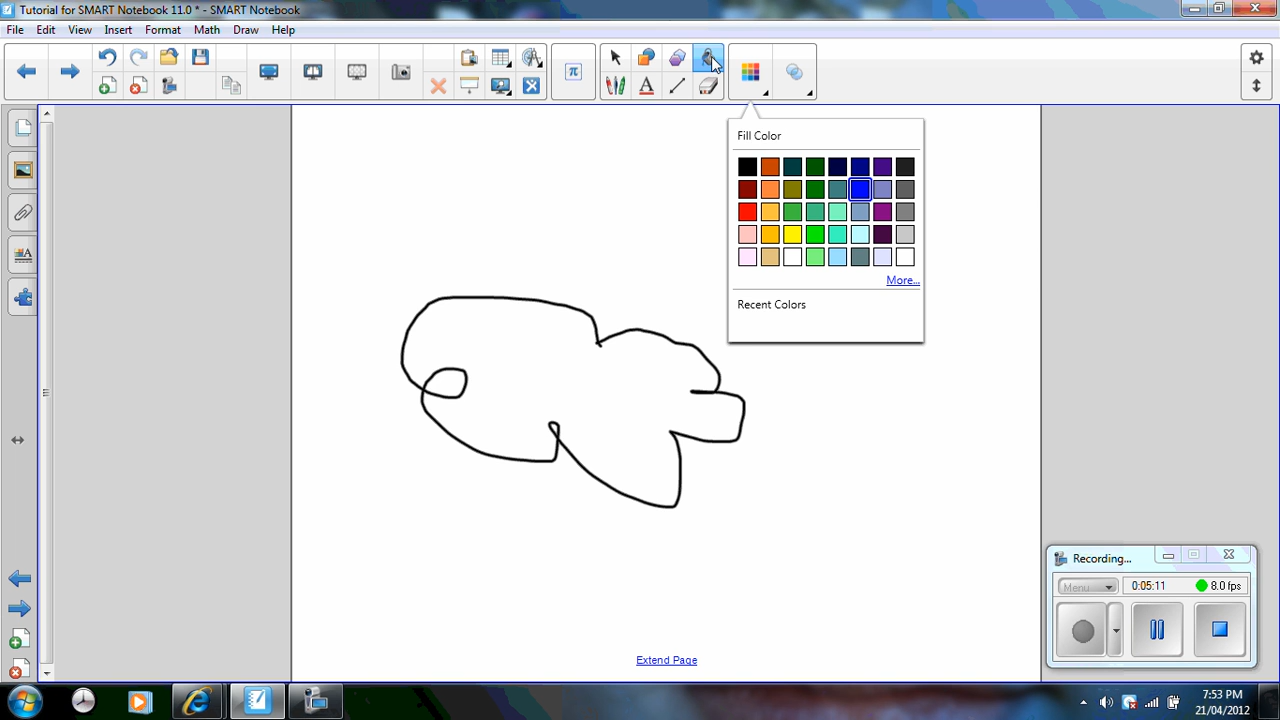 Tutorial for SMART Notebook 11.0 * - SMART Notebook
File Edit View Insert Format Math Draw Help
π
A
Fill Color
More...
Recent Colors
Recording...
Menu
0:05:11
8.0 fps
Extend Page
7:53 PM
21/04/2012